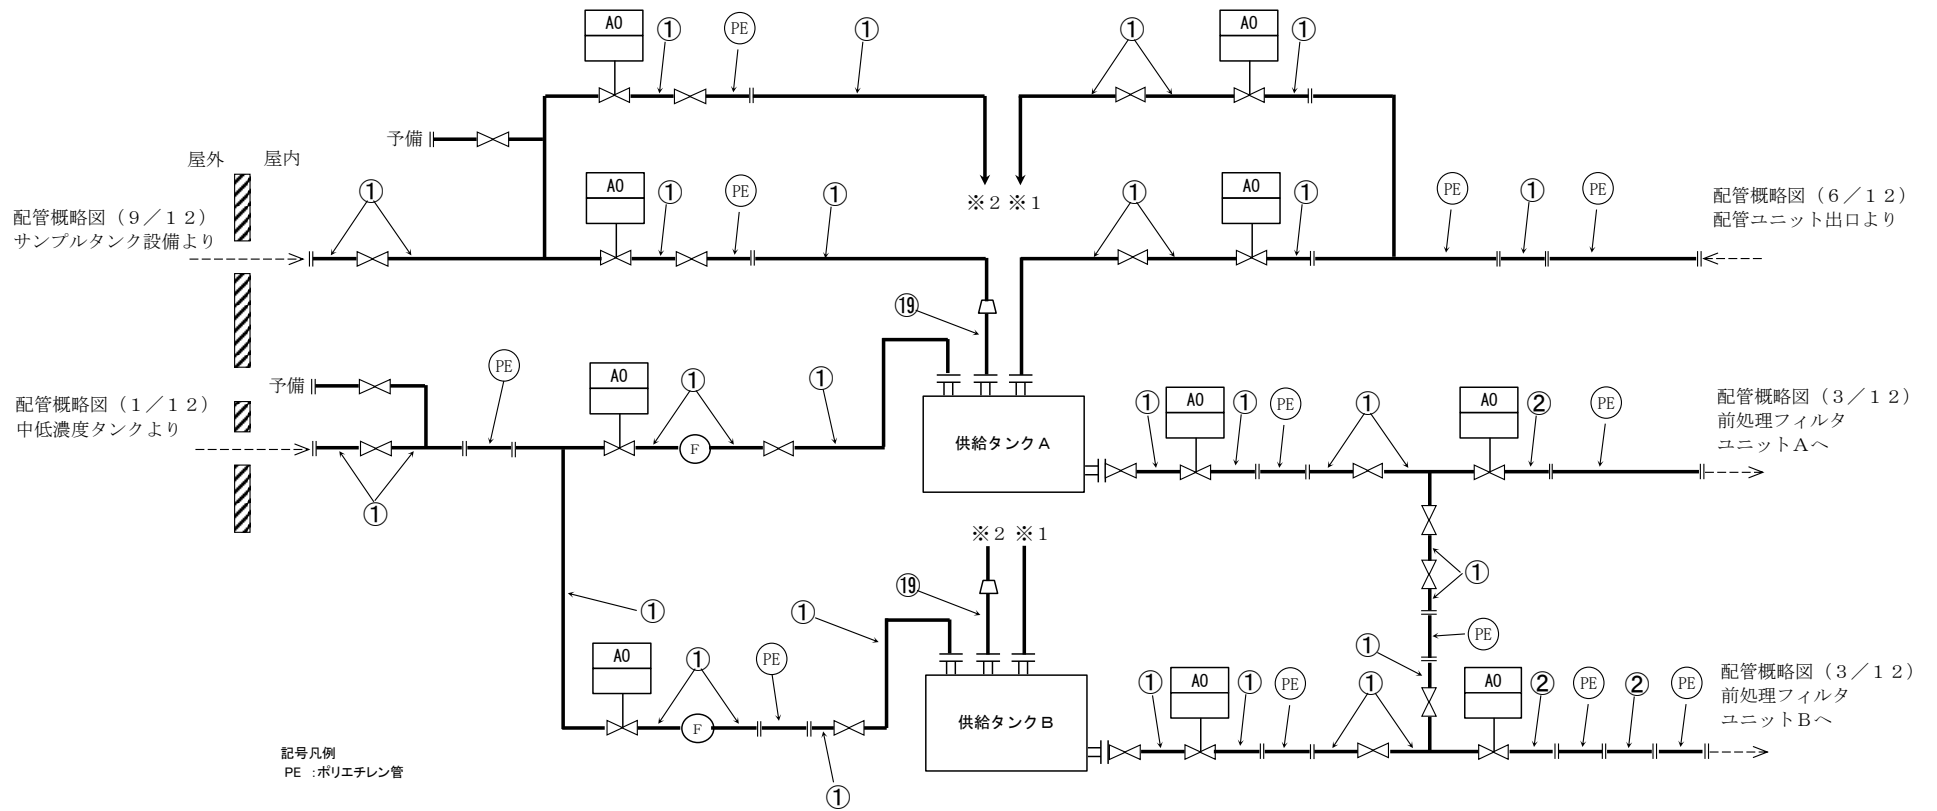 AO ① PE ① ① AO ①
予備
屋外 屋内
① AO ① PE ① ※2 ※1 ① AO ① PE ① PE
配管概略図（９／１２）
サンプルタンク設備より
配管概略図（６／１２）
配管ユニット出口より
⑲
予備 PE AO ① ①
配管概略図（１／１２）
中低濃度タンクより
① F
供給タンクＡ
① AO ① PE ① AO ② PE
配管概略図（３／１２）
前処理フィルタ
ユニットＡへ
※2 ※1
①
① ① ⑲
PE
①
AO ① PE
F
①
供給タンクＢ
① AO ① PE ① AO ② PE ② PE
配管概略図（３／１２）
前処理フィルタ
ユニットＢへ
記号凡例
PE ：ポリエチレン管